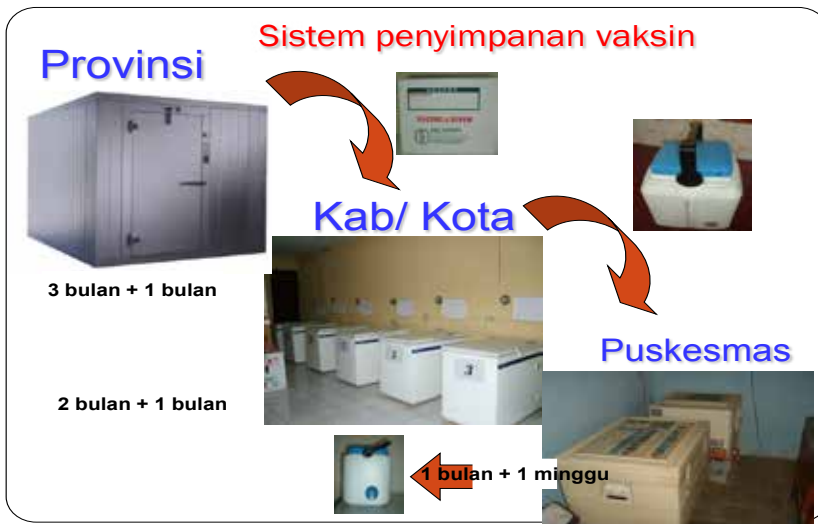 Sistem penyimpanan vaksin
Provinsi
Kab/ Kota
3 bulan + 1 bulan
3
Puskesmas
2 bulan + 1 bulan
1 bulan + 1 minggu